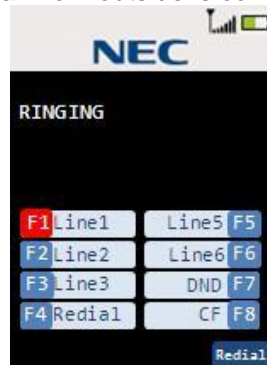 NEC
RINGING
F1 Line1 Line5 F5
F2 Line2 Line6 F6
F3 Line3 DND F7
F4 Redial CF F8
Redial